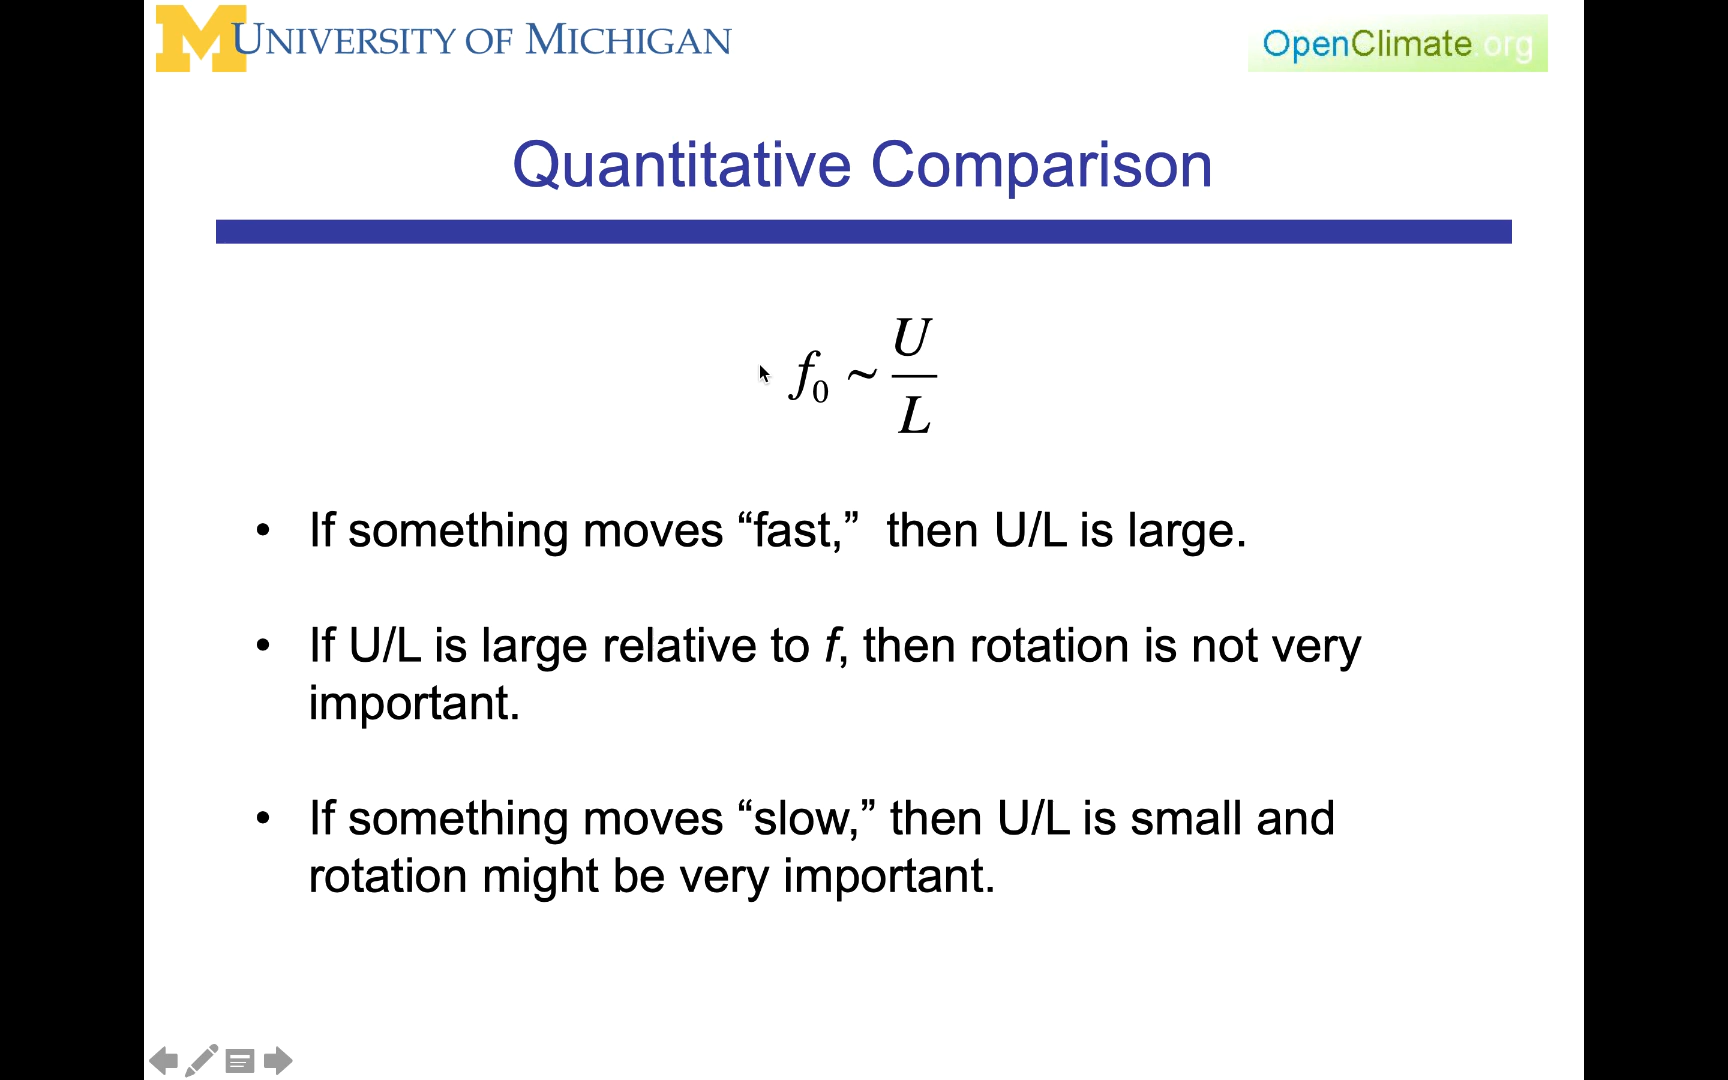 M UNIVERSITY OF MICHIGAN
OpenClimate.org
Quantitative Comparison
f₀ ~ U/L
• If something moves “fast,”  then U/L is large.
• If U/L is large relative to f, then rotation is not very
important.
• If something moves “slow,” then U/L is small and
rotation might be very important.